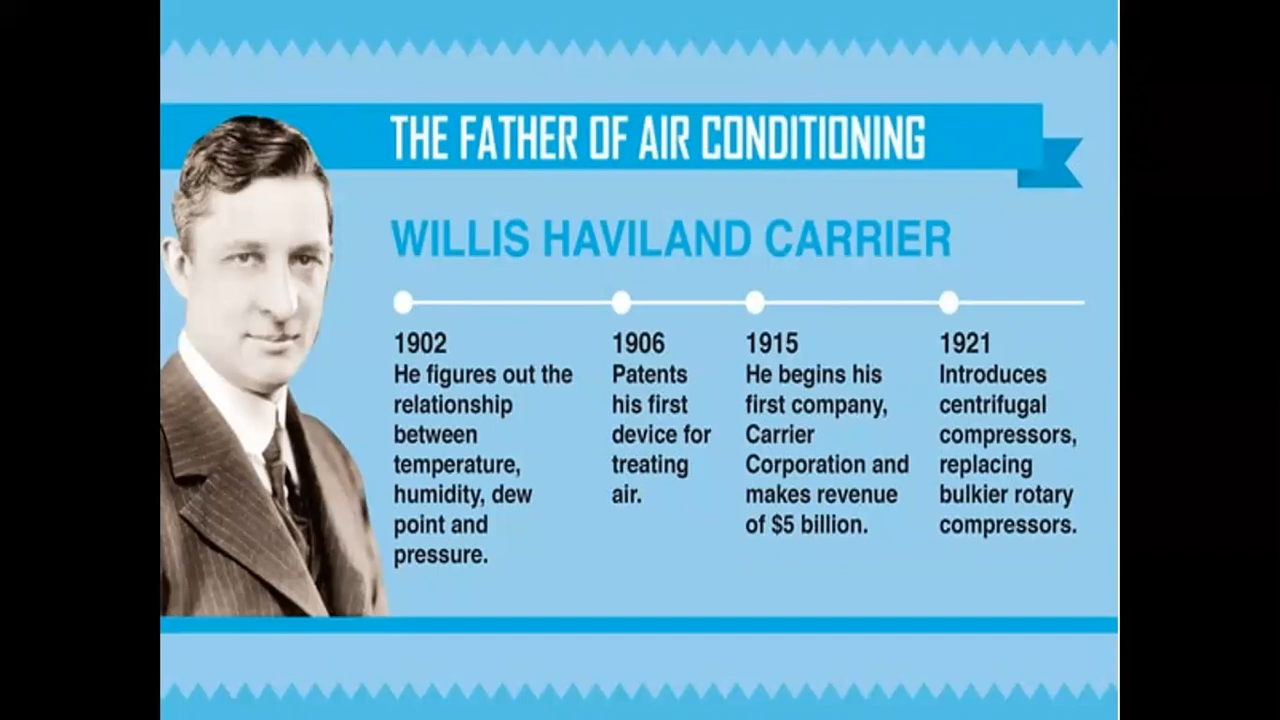 THE FATHER OF AIR CONDITIONING
WILLIS HAVILAND CARRIER
1902
He figures out the
relationship
between
temperature,
humidity, dew
point and
pressure.
1906
Patents
his first
device for
treating
air.
1915
He begins his
first company,
Carrier
Corporation and
makes revenue
of $5 billion.
1921
Introduces
centrifugal
compressors,
replacing
bulkier rotary
compressors.